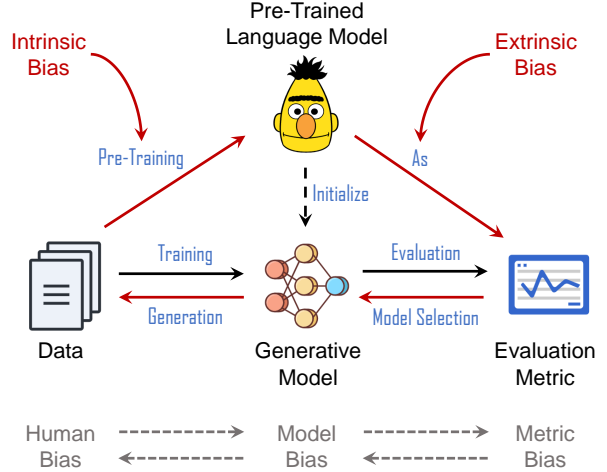 Pre-Trained
Language Model
Intrinsic
Bias
Extrinsic
Bias
Pre-Training
As
Initialize
Training
Evaluation
Generation
Model Selection
Data
Generative
Model
Evaluation
Metric
Human
Bias
Model
Bias
Metric
Bias